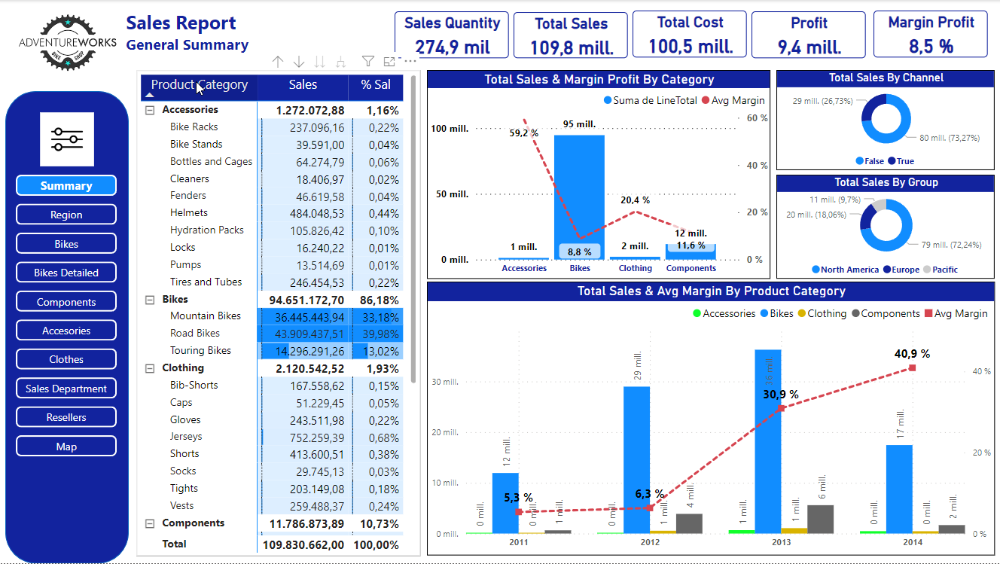 ADVENTUREWORKS
BIKE SHOP
Sales Report
General Summary
Sales Quantity
274,9 mil
Total Sales
109,8 mill.
Total Cost
100,5 mill.
Profit
9,4 mill.
Margin Profit
8,5 %
Summary
Region
Bikes
Bikes Detailed
Components
Accesories
Clothes
Sales Department
Resellers
Map
Product Category Sales % Sal
Accessories 1.272.072,88 1,16%
Bike Racks 237.096,16 0,22%
Bike Stands 39.591,00 0,04%
Bottles and Cages 64.274,79 0,06%
Cleaners 18.406,97 0,02%
Fenders 46.619,58 0,04%
Helmets 484.048,53 0,44%
Hydration Packs 105.826,42 0,10%
Locks 16.240,22 0,01%
Pumps 13.514,69 0,01%
Tires and Tubes 246.454,53 0,22%
Bikes 94.651.172,70 86,18%
Mountain Bikes 36.445.443,94 33,18%
Road Bikes 43.909.437,51 39,98%
Touring Bikes 14.296.291,26 13,02%
Clothing 2.120.542,52 1,93%
Bib-Shorts 167.558,62 0,15%
Caps 51.229,45 0,05%
Gloves 243.511,98 0,22%
Jerseys 752.259,39 0,68%
Shorts 413.600,51 0,38%
Socks 29.745,13 0,03%
Tights 203.149,08 0,18%
Vests 259.488,37 0,24%
Components 11.786.873,89 10,73%
Total 109.830.662,00 100,00%
Total Sales & Margin Profit By Category
Suma de LineTotal Avg Margin
100 mill.
50 mill.
0 mill.
60 %
40 %
20 %
0 %
59,2 %
95 mill.
20,4 %
12 mill.
1 mill.
8,8 %
2 mill.
11,6 %
Accessories Bikes Clothing Components
Total Sales By Channel
29 mill. (26,73%)
80 mill. (73,27%)
False True
Total Sales By Group
11 mill. (9,7%)
20 mill. (18,06%)
79 mill. (72,24%)
North America Europe Pacific
Total Sales & Avg Margin By Product Category
Accessories Bikes Clothing Components Avg Margin
30 mill.
20 mill.
10 mill.
0 mill.
40 %
20 %
0 %
0 mill.
12 mill.
5,3 %
0 mill.
1 mill.
0 mill.
29 mill.
6,3 %
1 mill.
4 mill.
1 mill.
36 mill.
30,9 %
1 mill.
6 mill.
0 mill.
17 mill.
40,9 %
0 mill.
2 mill.
2011 2012 2013 2014